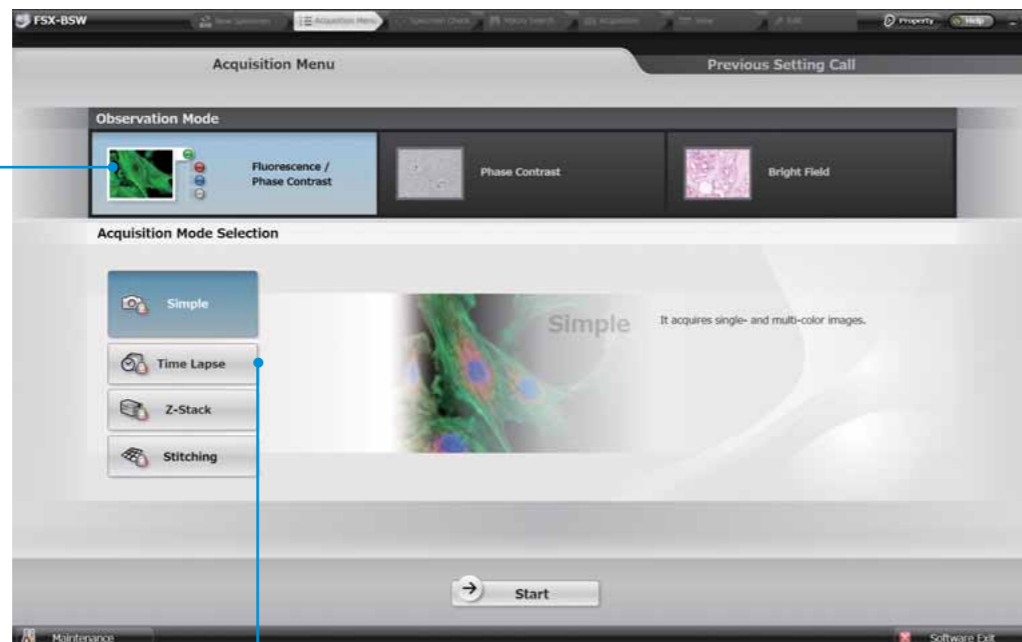 FSX-BSW
Acquisition Menu
Property
Help
Acquisition Menu
Previous Setting Call
Observation Mode
Fluorescence /
Phase Contrast
Phase Contrast
Bright Field
Acquisition Mode Selection
Simple
Time Lapse
Z-Stack
Stitching
Simple
It acquires single- and multi-color images.
Start
Maintenance
Software Exit